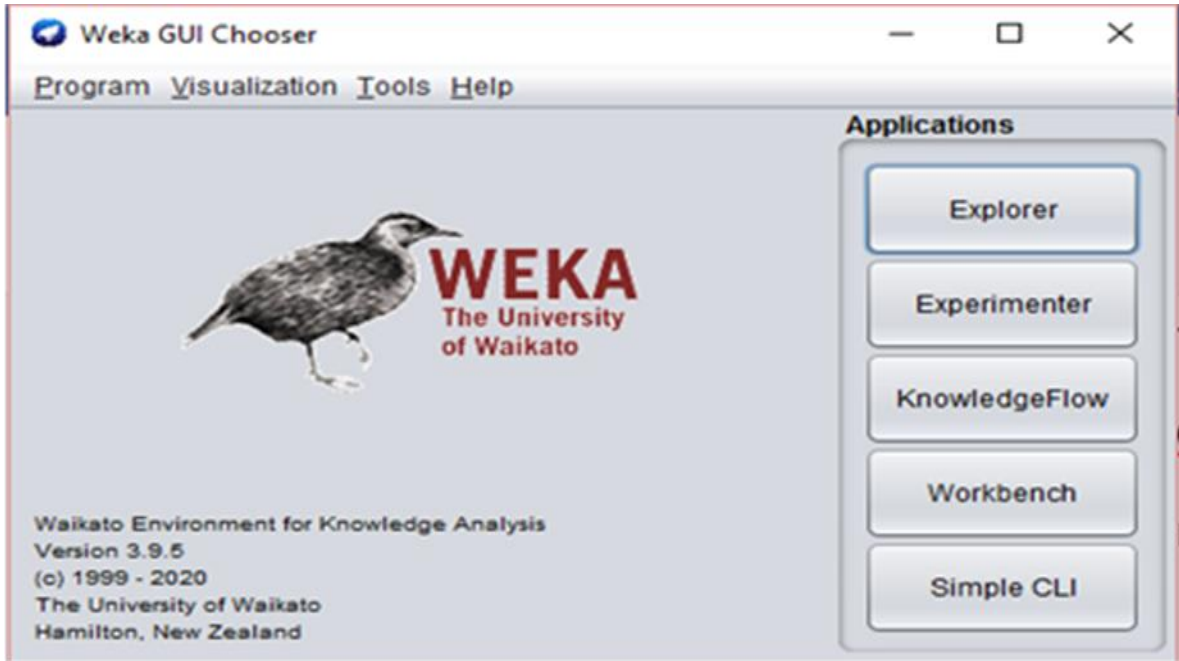 Weka GUI Chooser
Program Visualization Tools Help
Applications
Explorer
Experimenter
KnowledgeFlow
Workbench
Simple CLI
WEKA
The University
of Waikato
Waikato Environment for Knowledge Analysis
Version 3.9.5
(c) 1999 - 2020
The University of Waikato
Hamilton, New Zealand